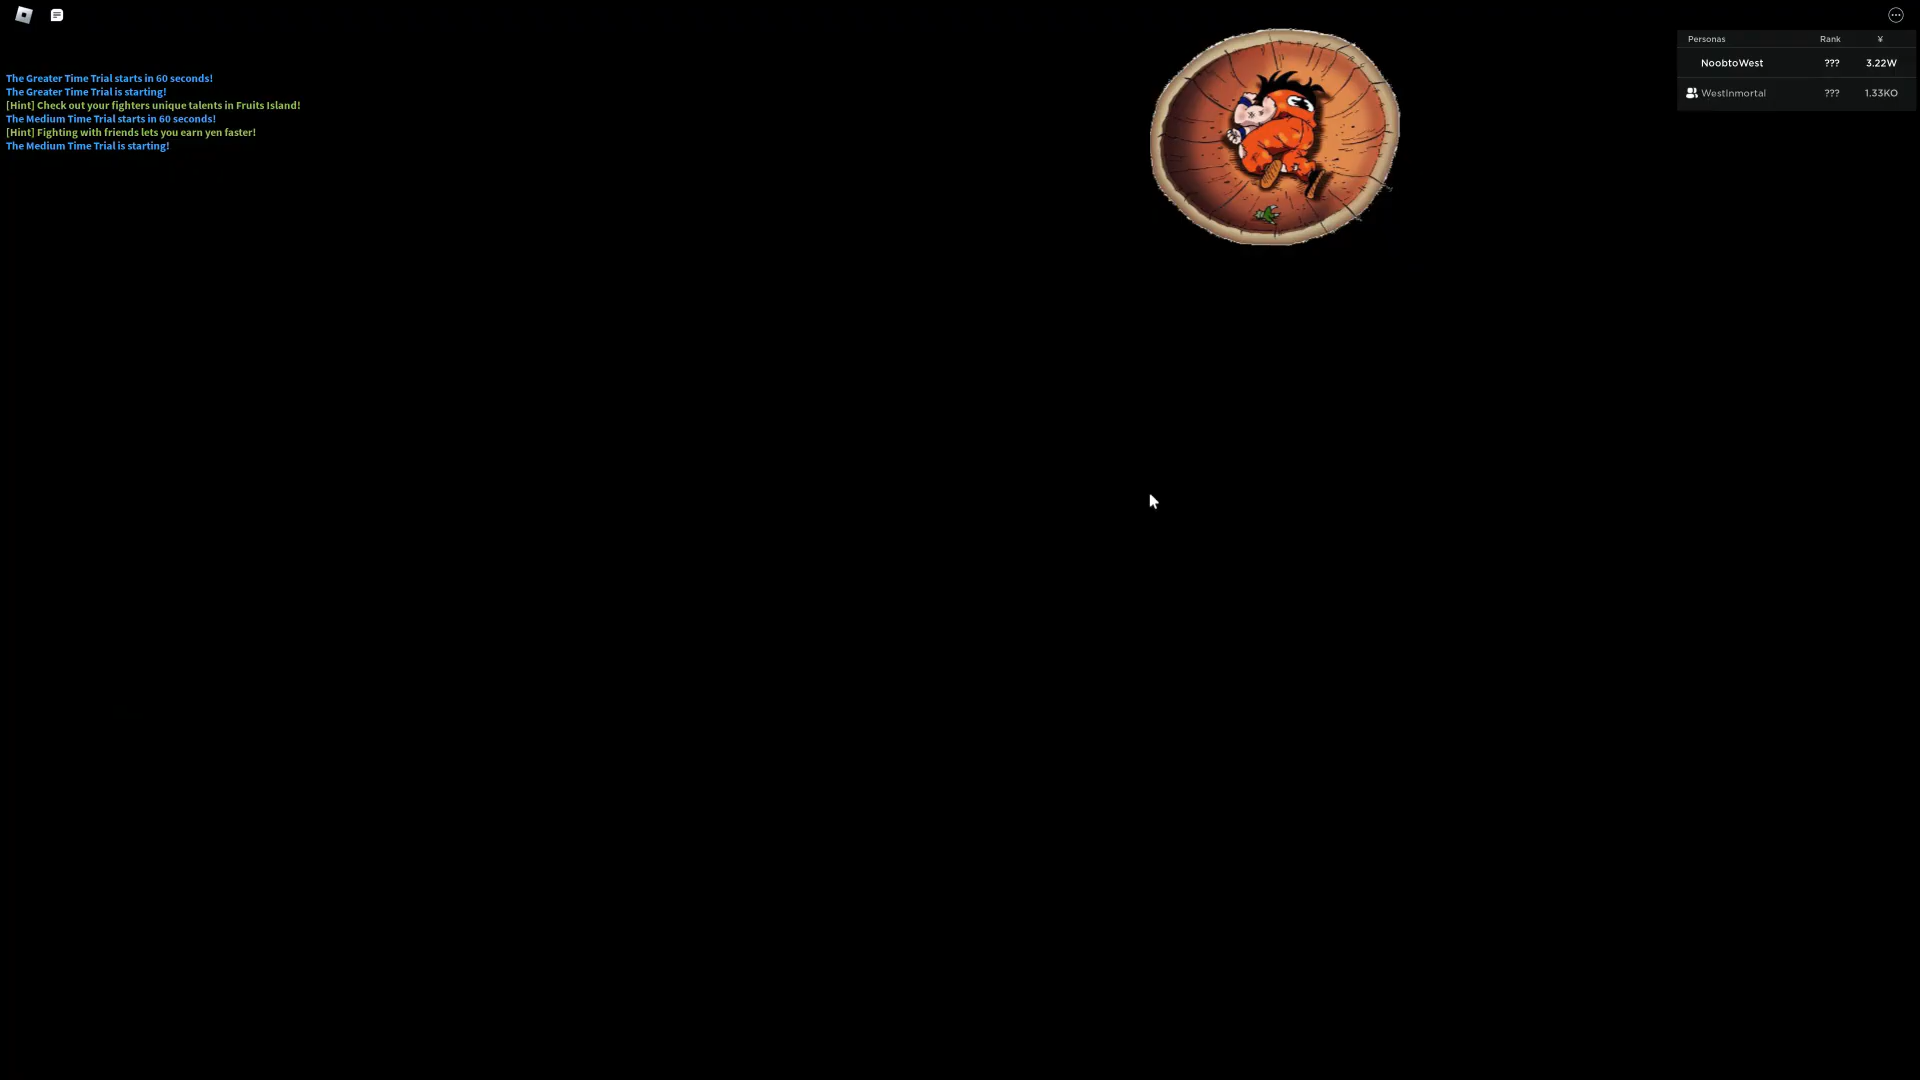 The Greater Time Trial starts in 60 seconds!
The Greater Time Trial is starting!
[Hint] Check out your fighters unique talents in Fruits Island!
The Medium Time Trial starts in 60 seconds!
[Hint] Fighting with friends lets you earn yen faster!
The Medium Time Trial is starting!
Personas Rank ¥
NoobtoWest ??? 3.22W
WestInmortal ??? 1.33KO